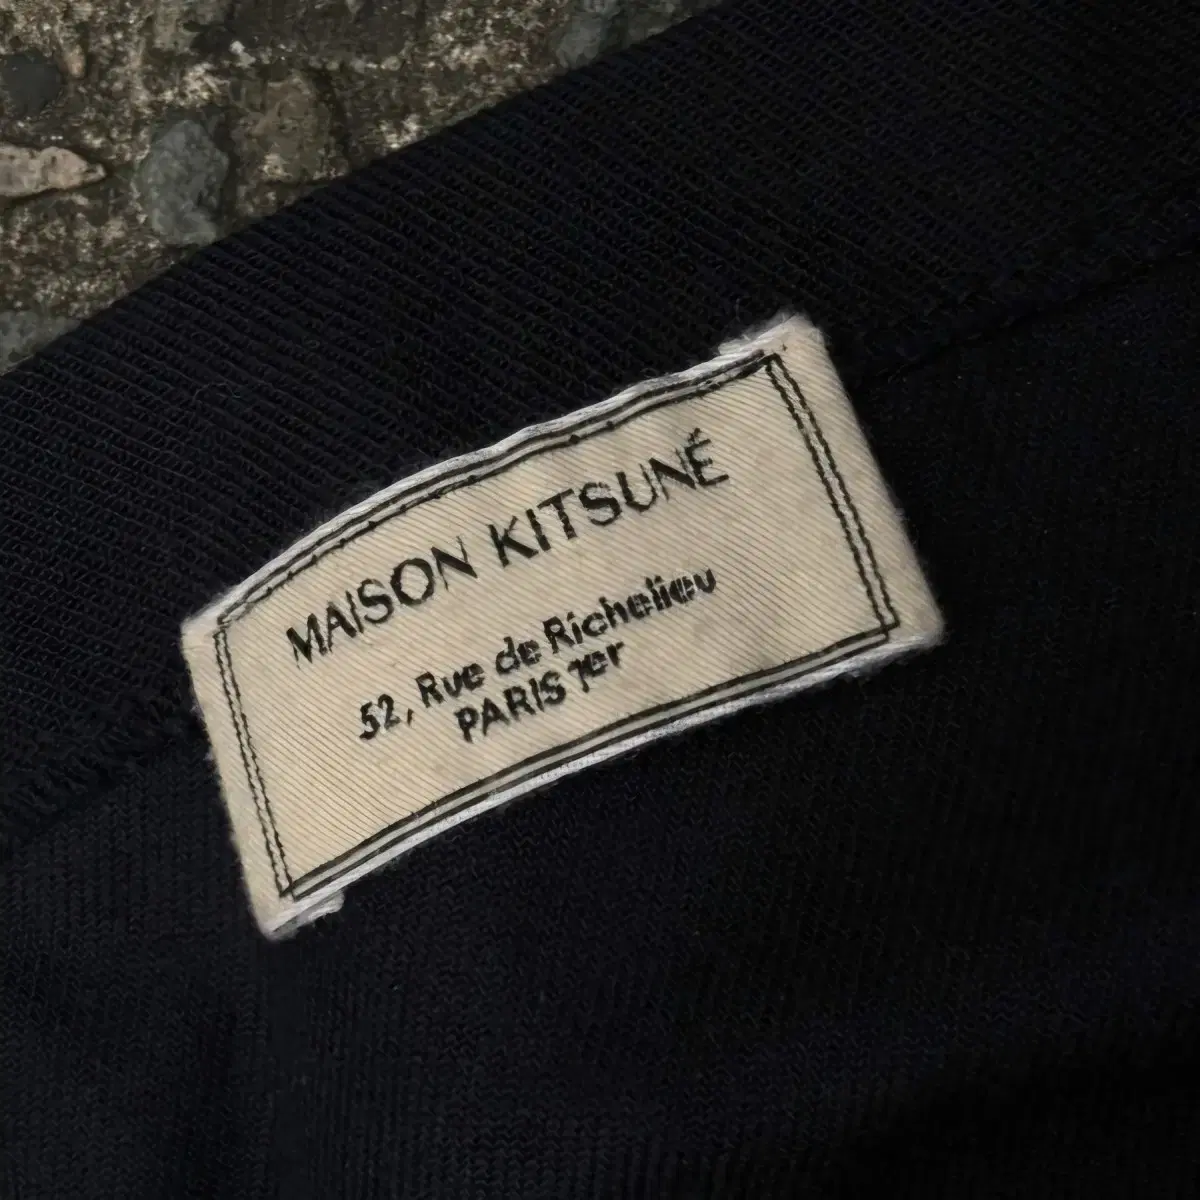 MAISON KITSUNÉ
52, Rue de Richelieu
PARIS 1er